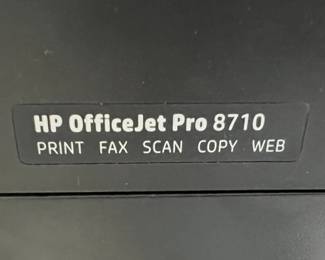 HP OfficeJet Pro 8710
PRINT FAX SCAN COPY WEB